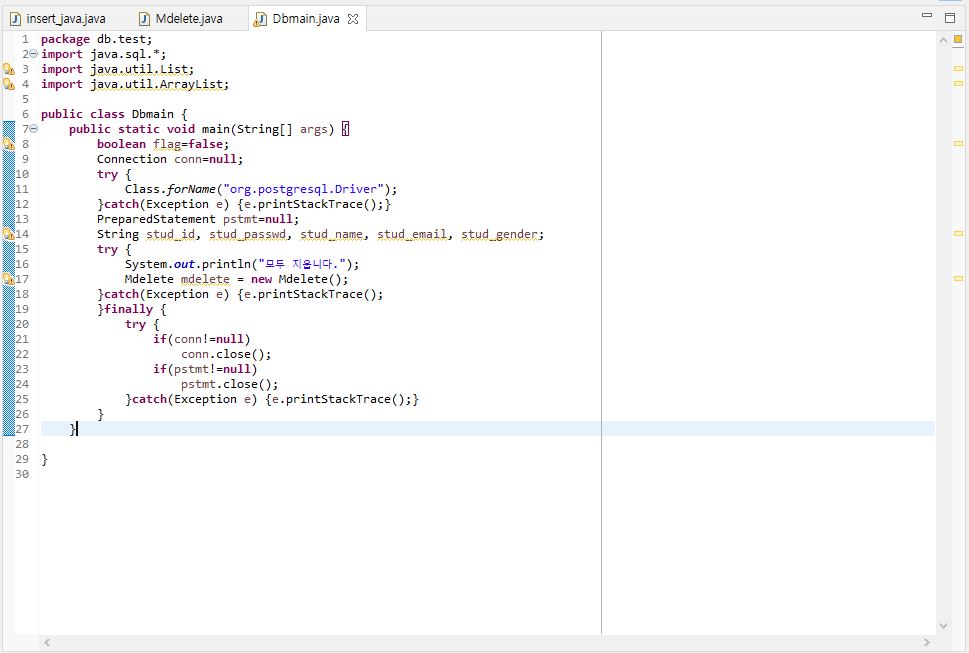 insert_java.java Mdelete.java Dbmain.java
1 package db.test;
2 import java.sql.*;
3 import java.util.List;
4 import java.util.ArrayList;
5
6 public class Dbmain {
7 public static void main(String[] args) {
8 boolean flag=false;
9 Connection conn=null;
10 try {
11 Class.forName("org.postgresql.Driver");
12 }catch(Exception e) {e.printStackTrace();}
13 PreparedStatement pstmt=null;
14 String stud_id, stud_passwd, stud_name, stud_email, stud_gender;
15 try {
16 System.out.println("모두 지웁니다.");
17 Mdelete mdelete = new Mdelete();
18 }catch(Exception e) {e.printStackTrace();
19 }finally {
20 try {
21 if(conn!=null)
22 conn.close();
23 if(pstmt!=null)
24 pstmt.close();
25 }catch(Exception e) {e.printStackTrace();}
26 }
27 }
28
29 }
30